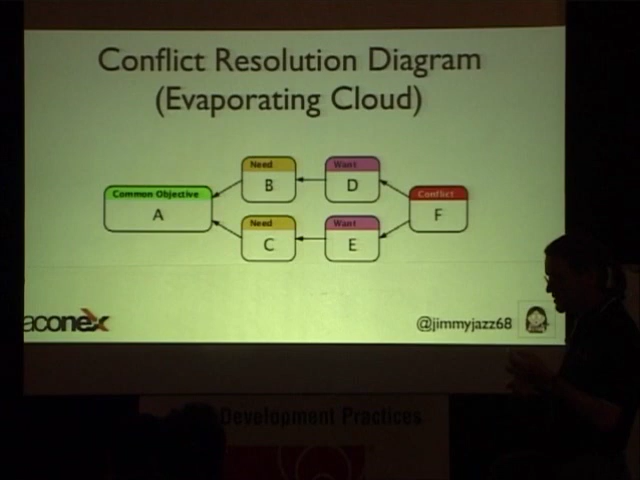 Conflict Resolution Diagram
(Evaporating Cloud)
Need
B
Want
D
Common Objective
A
Conflict
F
Need
C
Want
E
aconex
@jimmyjazz68
Development Practices